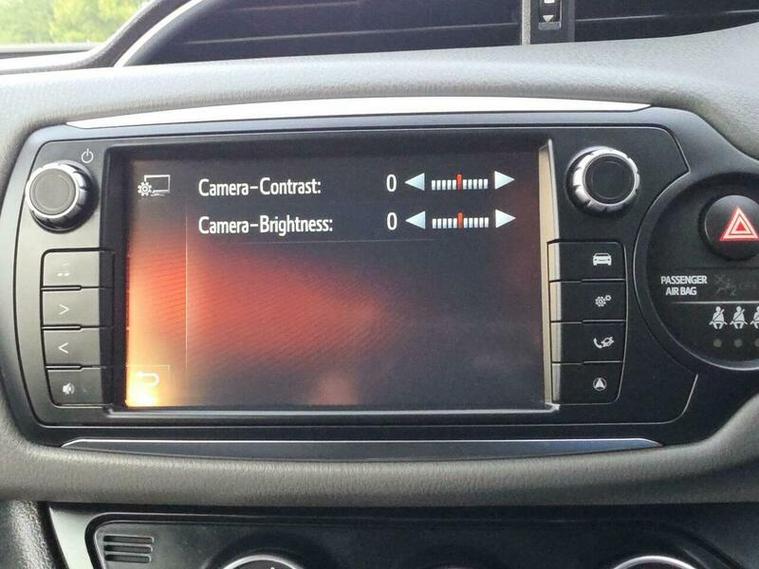 Camera-Contrast: 0
Camera-Brightness: 0
PASSENGER
AIR BAG